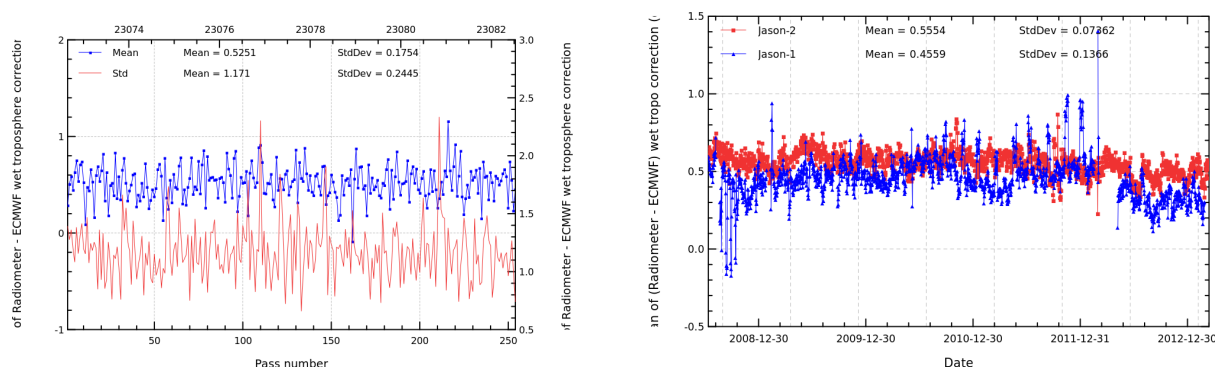 23074 23076 23078 23080 23082
2 3.0
Mean Mean = 0.5251 StdDev = 0.1754
Std Mean = 1.171 StdDev = 0.2445
2.5
1
2.0
1.5
0
1.0
-1 0.5
50 100 150 200 250
Pass number
of Radiometer - ECMWF wet troposphere correction
of Radiometer - ECMWF wet troposphere correction
1.5
Jason-2 Mean = 0.5554 StdDev = 0.07362
Jason-1 Mean = 0.4559 StdDev = 0.1366
1.0
0.5
0.0
-0.5
2008-12-30 2009-12-30 2010-12-30 2011-12-31 2012-12-30
Date
an of (Radiometer - ECMWF) wet tropo correction (